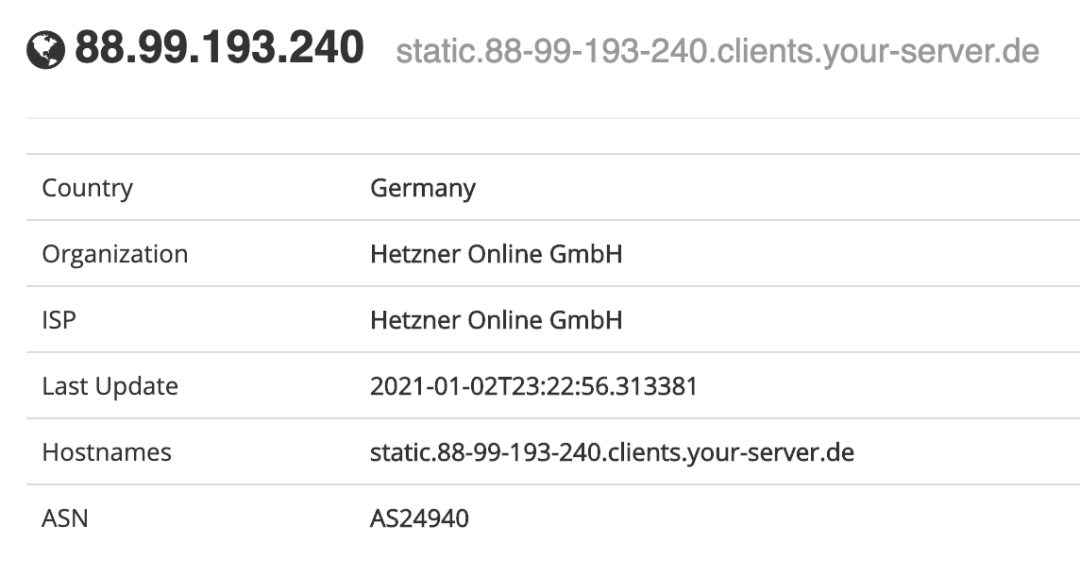 88.99.193.240 static.88-99-193-240.clients.your-server.de
Country Germany
Organization Hetzner Online GmbH
ISP Hetzner Online GmbH
Last Update 2021-01-02T23:22:56.313381
Hostnames static.88-99-193-240.clients.your-server.de
ASN AS24940